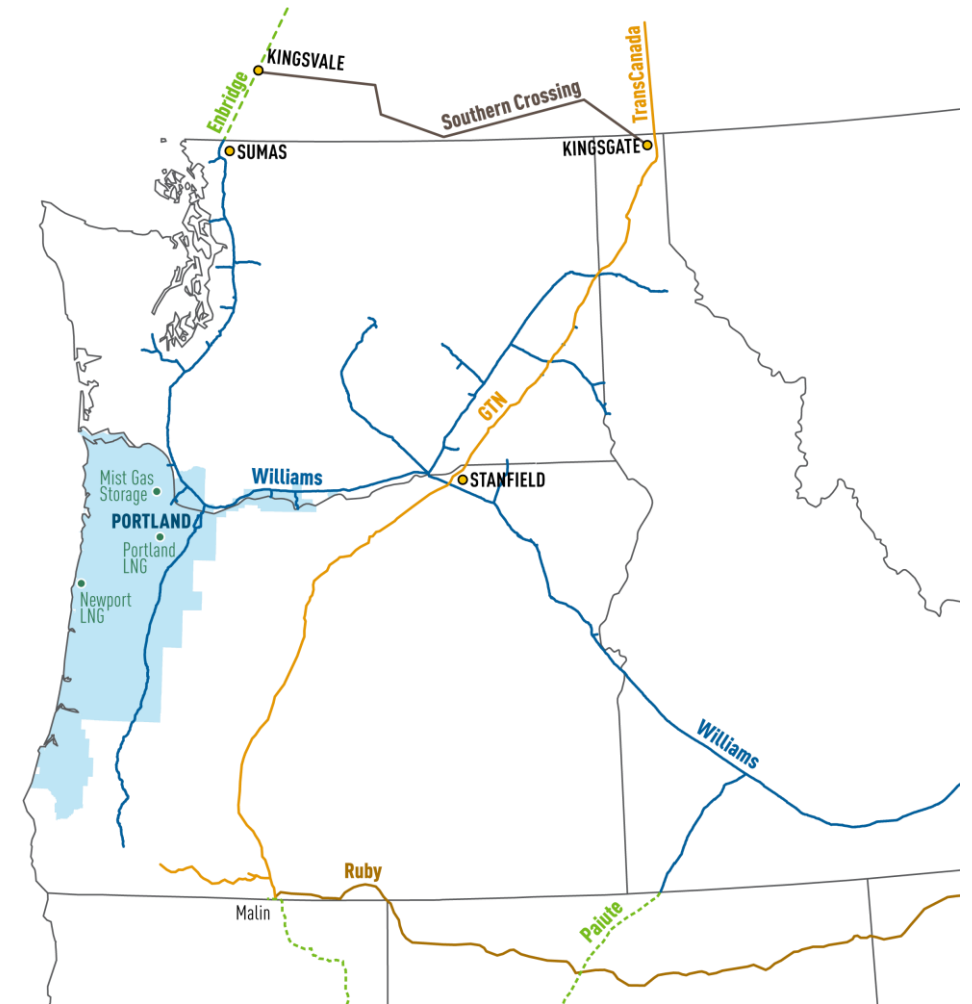 KINGSVALE
Enbridge
Southern Crossing
TransCanada
SUMAS
KINGSGATE
GTN
Williams
STANFIELD
Mist Gas
Storage
PORTLAND
Portland
LNG
Newport
LNG
Williams
Ruby
Malin
Paiute